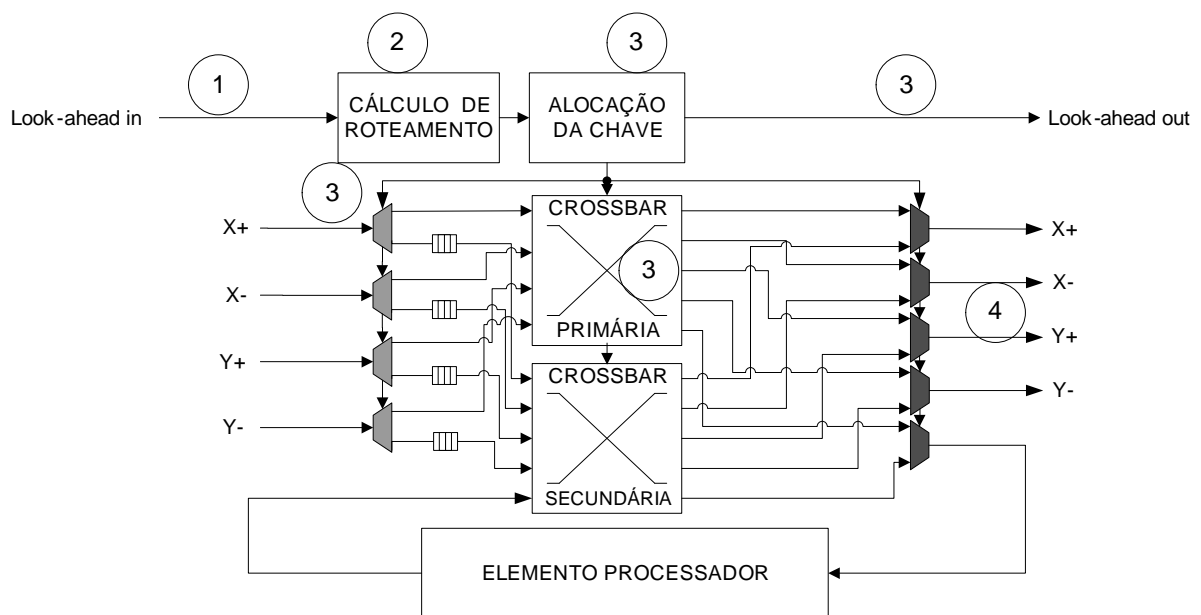 2
3
1
3
CÁLCULO DE
ROTEAMENTO
ALOCAÇÃO
DA CHAVE
Look-ahead in
Look-ahead out
3
CROSSBAR
X+
X+
3
X-
X-
4
PRIMÁRIA
Y+
Y+
CROSSBAR
Y-
Y-
SECUNDÁRIA
ELEMENTO PROCESSADOR